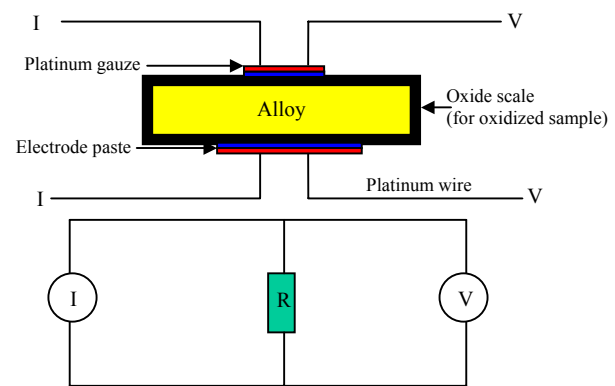 I
V
Platinum gauze
Alloy
Oxide scale
(for oxidized sample)
Electrode paste
Platinum wire
I
V
I
R
V